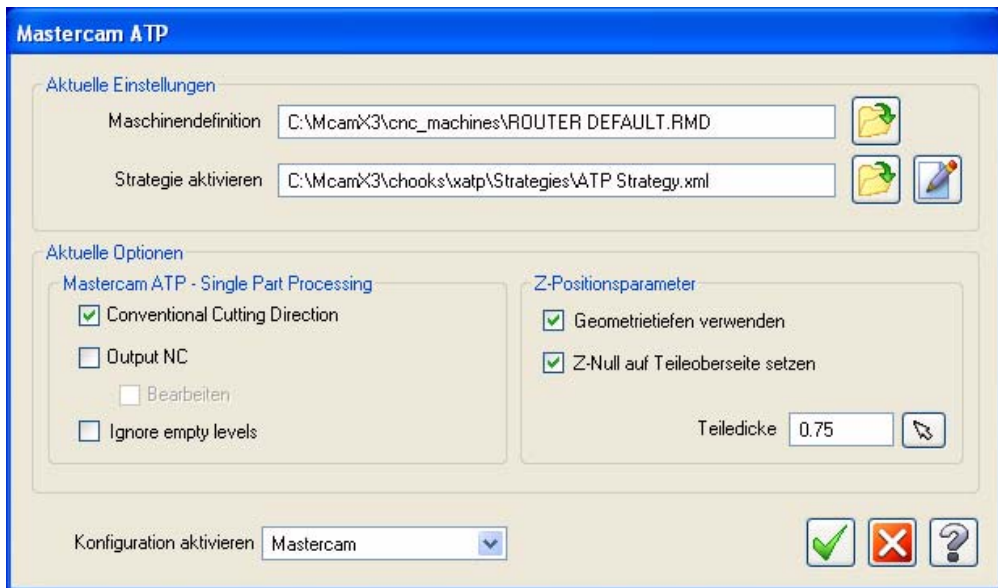 Mastercam ATP
Aktuelle Einstellungen
Maschinendefinition C:\McamX3\cnc_machines\ROUTER DEFAULT.RMD
Strategie aktivieren C:\McamX3\chooks\xatp\Strategies\ATP Strategy.xml
Aktuelle Optionen
Mastercam ATP - Single Part Processing
Conventional Cutting Direction
Output NC
Bearbeiten
Ignore empty levels
Z-Positionsparameter
Geometrietiefen verwenden
Z-Null auf Teileoberseite setzen
Teiledicke 0.75
Konfiguration aktivieren Mastercam